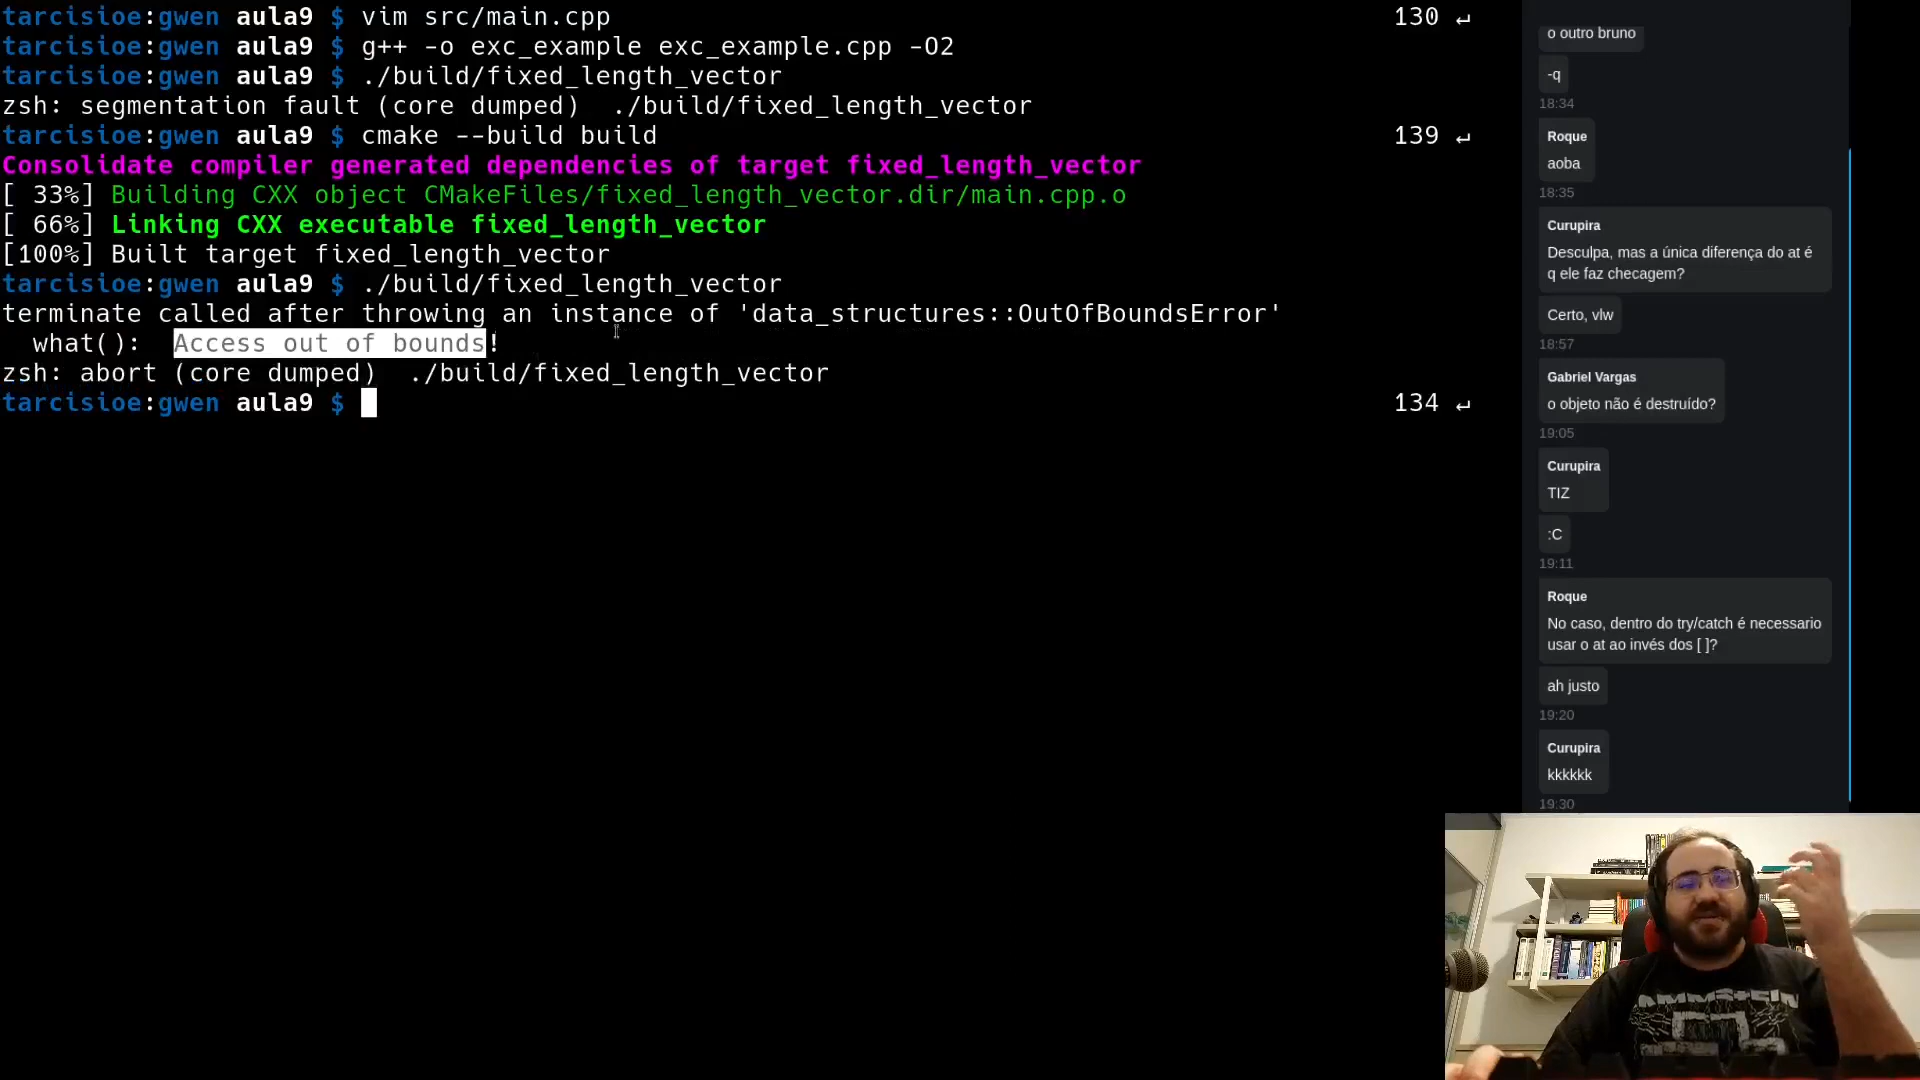 tarcisioe:gwen aula9 $ vim src/main.cpp 130 ↵
tarcisioe:gwen aula9 $ g++ -o exc_example exc_example.cpp -O2
tarcisioe:gwen aula9 $ ./build/fixed_length_vector
zsh: segmentation fault (core dumped)  ./build/fixed_length_vector
tarcisioe:gwen aula9 $ cmake --build build 139 ↵
Consolidate compiler generated dependencies of target fixed_length_vector
[ 33%] Building CXX object CMakeFiles/fixed_length_vector.dir/main.cpp.o
[ 66%] Linking CXX executable fixed_length_vector
[100%] Built target fixed_length_vector
tarcisioe:gwen aula9 $ ./build/fixed_length_vector
terminate called after throwing an instance of 'data_structures::OutOfBoundsError'
what():  Access out of bounds!
zsh: abort (core dumped)  ./build/fixed_length_vector
tarcisioe:gwen aula9 $ 134 ↵
o outro bruno
-q
18:34
Roque
aoba
18:35
Curupira
Desculpa, mas a única diferença do at é
q ele faz checagem?
Certo, vlw
18:57
Gabriel Vargas
o objeto não é destruído?
19:05
Curupira
TIZ
:C
19:11
Roque
No caso, dentro do try/catch é necessario
usar o at ao invés dos [ ]?
ah justo
19:20
Curupira
kkkkkk
19:30